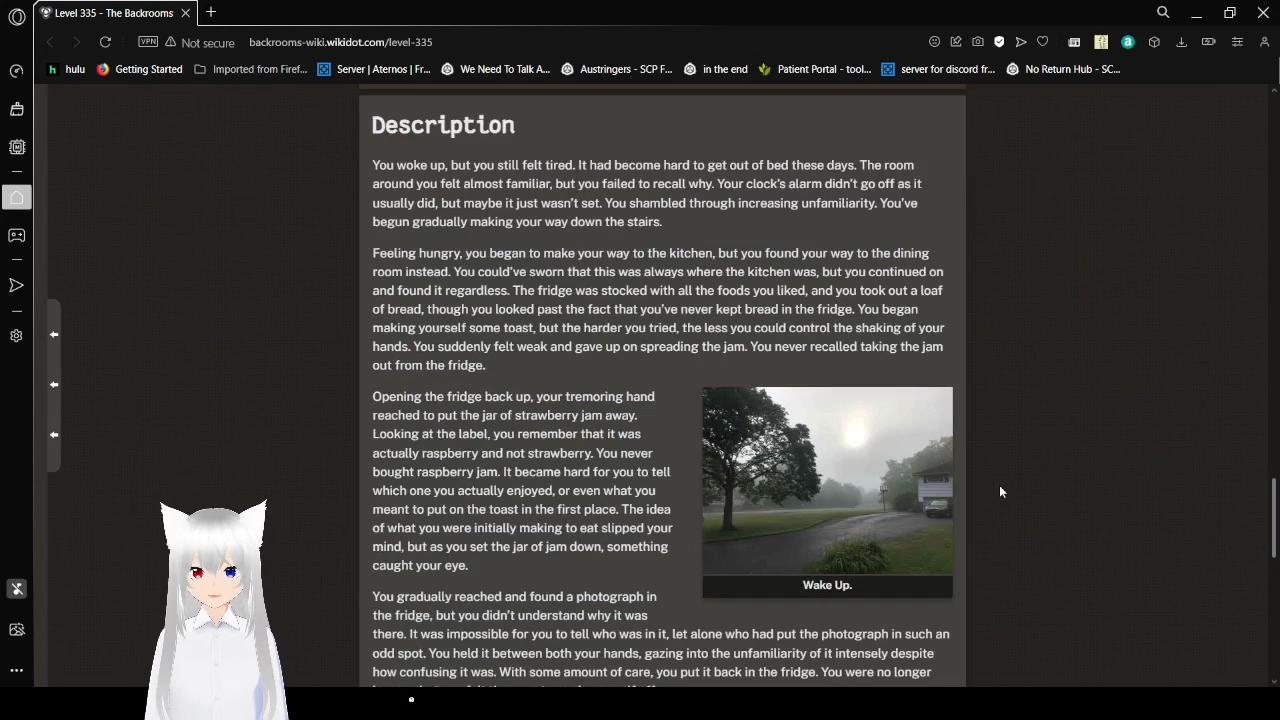 Level 335 - The Backrooms
VPN
Not secure
backrooms-wiki.wikidot.com/level-335
hulu
Getting Started
Imported from Firef...
Server | Aternos | Fr...
We Need To Talk A...
Austringers - SCP F...
in the end
Patient Portal - tool...
server for discord fr...
No Return Hub - SC...
Description
You woke up, but you still felt tired. It had become hard to get out of bed these days. The room
around you felt almost familiar, but you failed to recall why. Your clock's alarm didn't go off as it
usually did, but maybe it just wasn't set. You shambled through increasing unfamiliarity. You've
begun gradually making your way down the stairs.
Feeling hungry, you began to make your way to the kitchen, but you found your way to the dining
room instead. You could've sworn that this was always where the kitchen was, but you continued on
and found it regardless. The fridge was stocked with all the foods you liked, and you took out a loaf
of bread, though you looked past the fact that you've never kept bread in the fridge. You began
making yourself some toast, but the harder you tried, the less you could control the shaking of your
hands. You suddenly felt weak and gave up on spreading the jam. You never recalled taking the jam
out from the fridge.
Opening the fridge back up, your tremoring hand
reached to put the jar of strawberry jam away.
Looking at the label, you remember that it was
actually raspberry and not strawberry. You never
bought raspberry jam. It became hard for you to tell
which one you actually enjoyed, or even what you
meant to put on the toast in the first place. The idea
of what you were initially making to eat slipped your
mind, but as you set the jar of jam down, something
caught your eye.
Wake Up.
You gradually reached and found a photograph in
the fridge, but you didn't understand why it was
there. It was impossible for you to tell who was in it, let alone who had put the photograph in such an
odd spot. You held it between both your hands, gazing into the unfamiliarity of it intensely despite
how confusing it was. With some amount of care, you put it back in the fridge. You were no longer